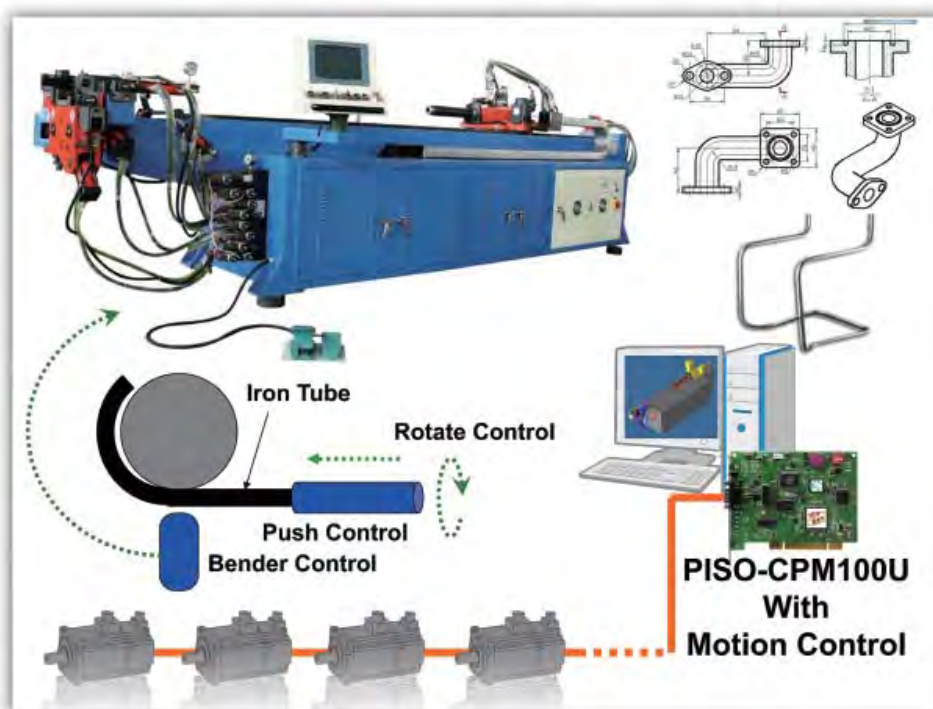 Iron Tube
Rotate Control
Push Control
Bender Control
PISO-CPM100U
With
Motion Control